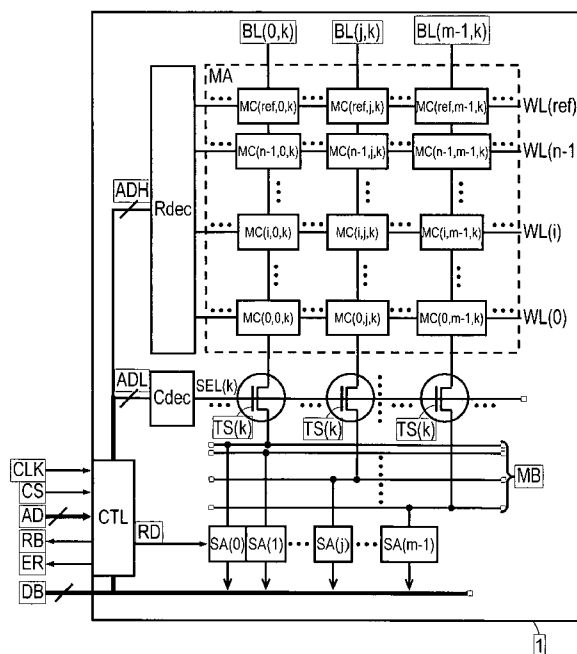 BL(0,k) BL(j,k) BL(m-1,k)
MA
MC(ref,0,k) MC(ref,j,k) MC(ref,m-1,k) WL(ref)
MC(n-1,0,k) MC(n-1,j,k) MC(n-1,m-1,k) WL(n-1
ADH
Rdec
MC(i,0,k) MC(i,j,k) MC(i,m-1,k) WL(i)
MC(0,0,k) MC(0,j,k) MC(0,m-1,k) WL(0)
ADL Cdec SEL(k)
TS(k) TS(k) TS(k)
MB
CLK
CS
AD CTL RD SA(0) SA(1) SA(j) SA(m-1)
RB
ER
DB
1